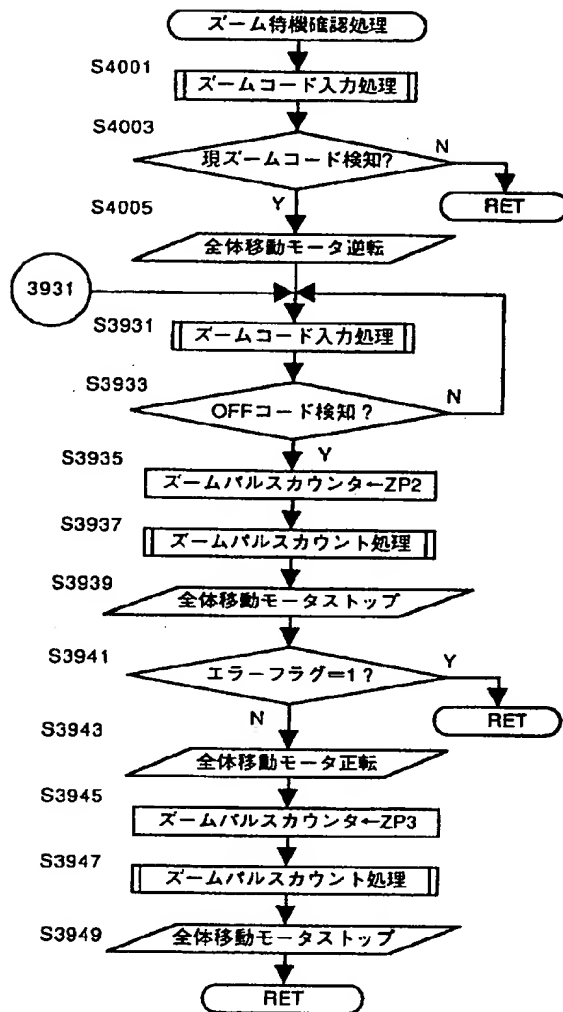 ズーム待機確認処理
S4001
ズームコード入力処理
S4003
現ズームコード検知?
N
RET
Y
S4005
全体移動モータ逆転
3931
S3931
ズームコード入力処理
S3933
OFFコード検知?
N
Y
S3935
ズームパルスカウンタ←ZP2
S3937
ズームパルスカウント処理
S3939
全体移動モータストップ
S3941
エラーフラグ=1?
Y
RET
N
S3943
全体移動モータ正転
S3945
ズームパルスカウンタ←ZP3
S3947
ズームパルスカウント処理
S3949
全体移動モータストップ
RET